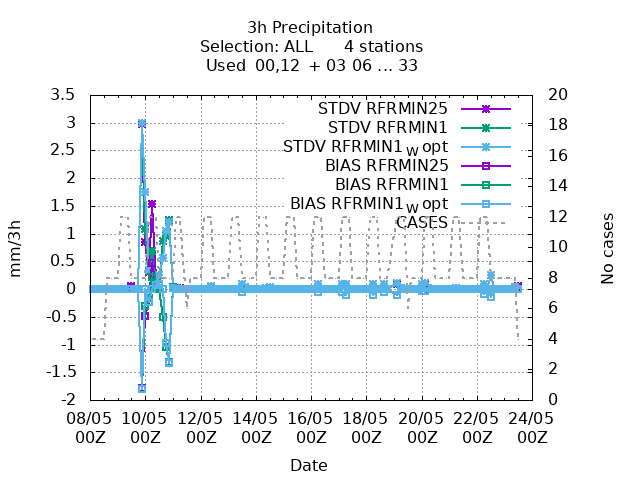 3h Precipitation
Selection: ALL 4 stations
Used 00,12 + 03 06 ... 33
3.5
3
2.5
2
1.5
1
0.5
0
-0.5
-1
-1.5
-2
mm/3h
20
18
16
14
12
10
8
6
4
2
0
No cases
STDV RFRMIN25
STDV RFRMIN1
STDV RFRMIN1_W opt
BIAS RFRMIN25
BIAS RFRMIN1
BIAS RFRMIN1_W opt
CASES
08/05 10/05 12/05 14/05 16/05 18/05 20/05 22/05 24/05
00Z 00Z 00Z 00Z 00Z 00Z 00Z 00Z 00Z
Date